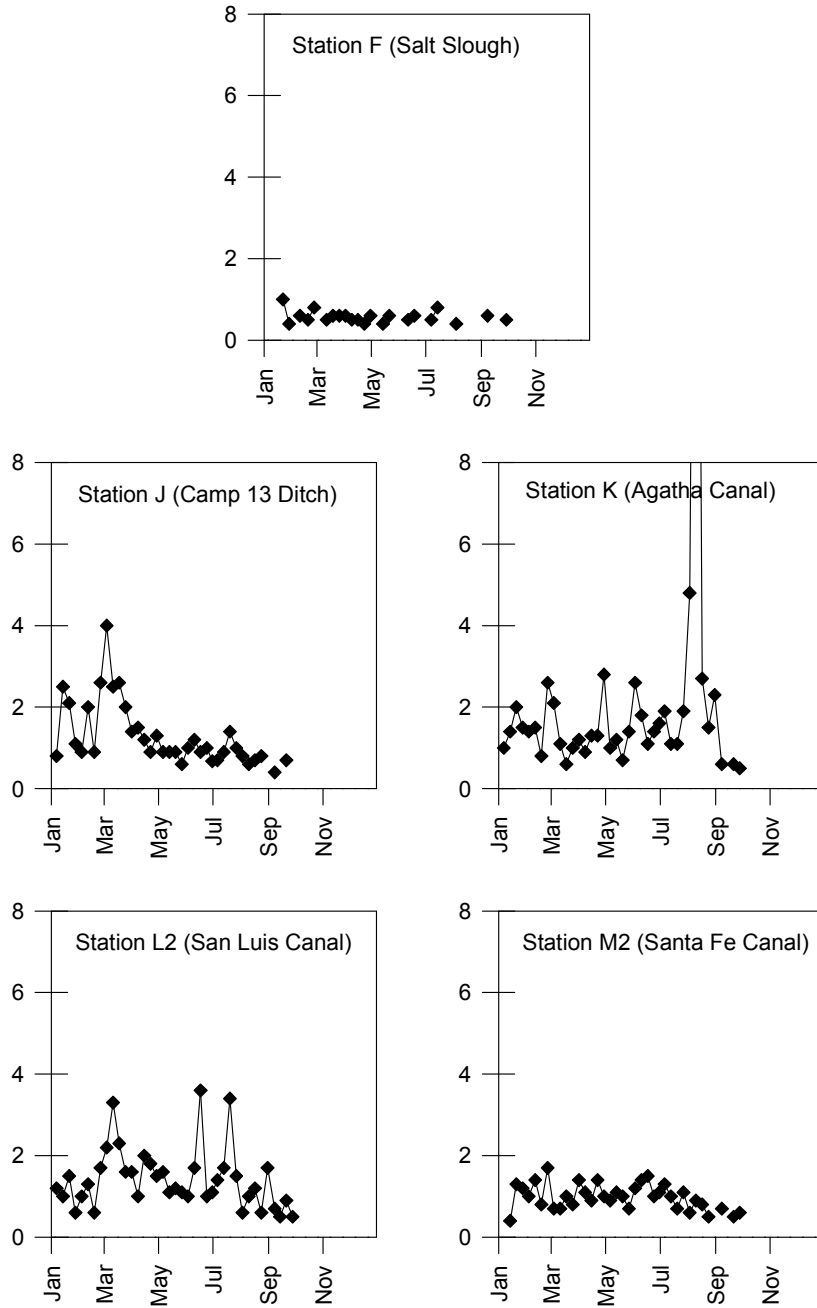 8
Station F (Salt Slough)
6
4
2
0
Jan
Mar
May
Jul
Sep
Nov
8
Station J (Camp 13 Ditch)
6
4
2
0
Jan
Mar
May
Jul
Sep
Nov
8
Station K (Agatha Canal)
6
4
2
0
Jan
Mar
May
Jul
Sep
Nov
8
Station L2 (San Luis Canal)
6
4
2
0
Jan
Mar
May
Jul
Sep
Nov
8
Station M2 (Santa Fe Canal)
6
4
2
0
Jan
Mar
May
Jul
Sep
Nov